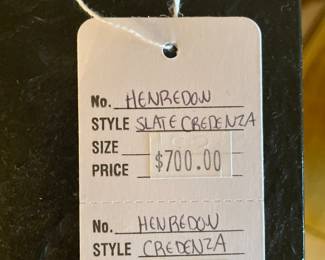 No. HENREDON
STYLE SLATE CREDENZA
SIZE
PRICE $700.00
No. HENREDON
STYLE CREDENZA